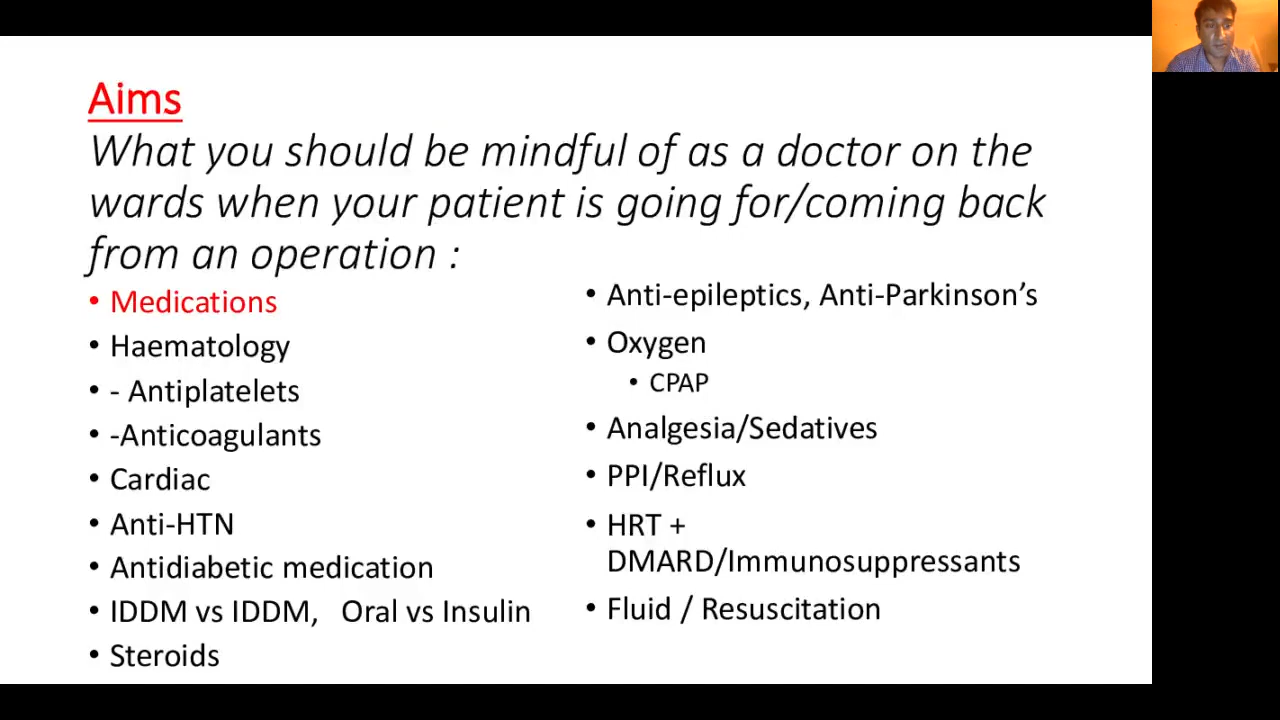 Aims
What you should be mindful of as a doctor on the
wards when your patient is going for/coming back
from an operation :
• Medications
• Haematology
• - Antiplatelets
• -Anticoagulants
• Cardiac
• Anti-HTN
• Antidiabetic medication
• IDDM vs IDDM, Oral vs Insulin
• Steroids
• Anti-epileptics, Anti-Parkinson’s
• Oxygen
• CPAP
• Analgesia/Sedatives
• PPI/Reflux
• HRT +
DMARD/Immunosuppressants
• Fluid / Resuscitation